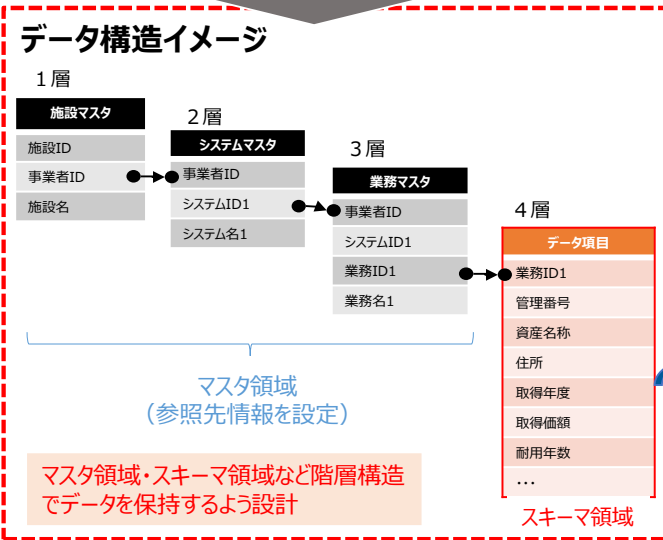 データ構造イメージ
1層
施設マスタ
施設ID
事業者ID
施設名
2層
システムマスタ
事業者ID
システムID1
システム名1
3層
業務マスタ
事業者ID
システムID1
業務ID1
業務名1
4層
データ項目
業務ID1
管理番号
資産名称
住所
取得年度
取得価額
耐用年数
…
マスタ領域
（参照先情報を設定）
マスタ領域・スキーマ領域など階層構造
でデータを保持するよう設計
スキーマ領域